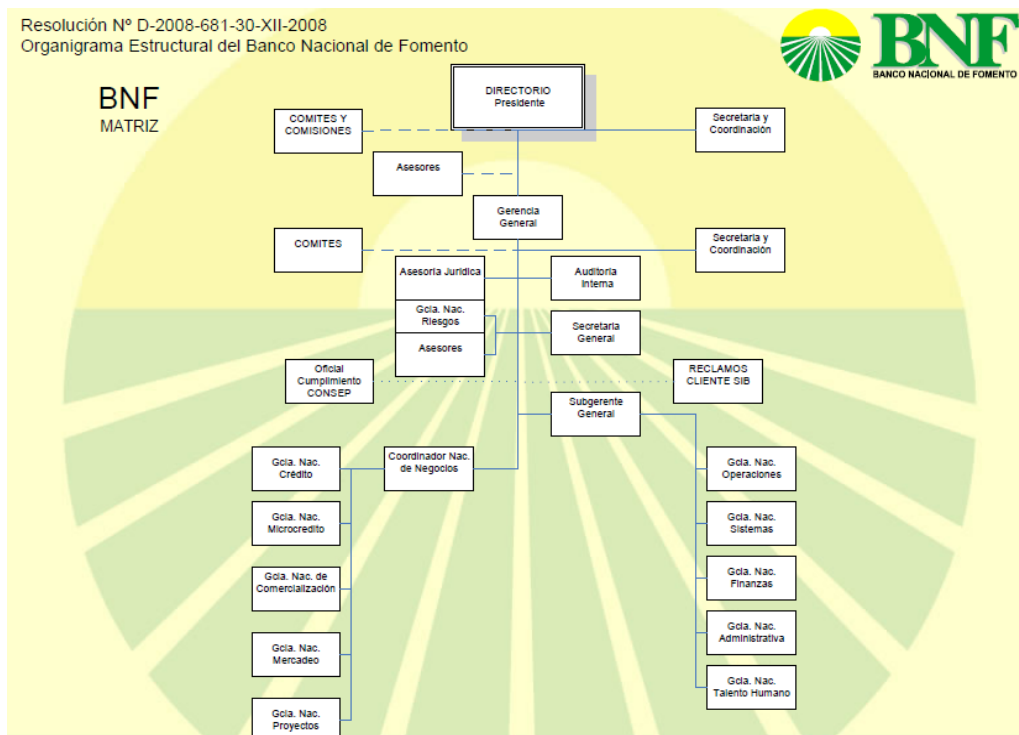 Resolución Nº D-2008-681-30-XII-2008
Organigrama Estructural del Banco Nacional de Fomento
BNF
BANCO NACIONAL DE FOMENTO
BNF
MATRIZ
DIRECTORIO
Presidente
COMITES Y
COMISIONES
Secretaria y
Coordinación
Asesores
Gerencia
General
COMITES
Secretaria y
Coordinación
Asesoría Jurídica
Auditoría
Interna
Gcia. Nac.
Riesgos
Secretaria
General
Asesores
Oficial
Cumplimiento
CONSEP
RECLAMOS
CLIENTE SIB
Subgerente
General
Coordinador Nac.
de Negocios
Gcia. Nac.
Crédito
Gcia. Nac.
Microcredito
Gcia. Nac. de
Comercialización
Gcia. Nac.
Mercadeo
Gcia. Nac.
Proyectos
Gcia. Nac.
Operaciones
Gcia. Nac.
Sistemas
Gcia. Nac.
Finanzas
Gcia. Nac.
Administrativa
Gcia. Nac.
Talento Humano